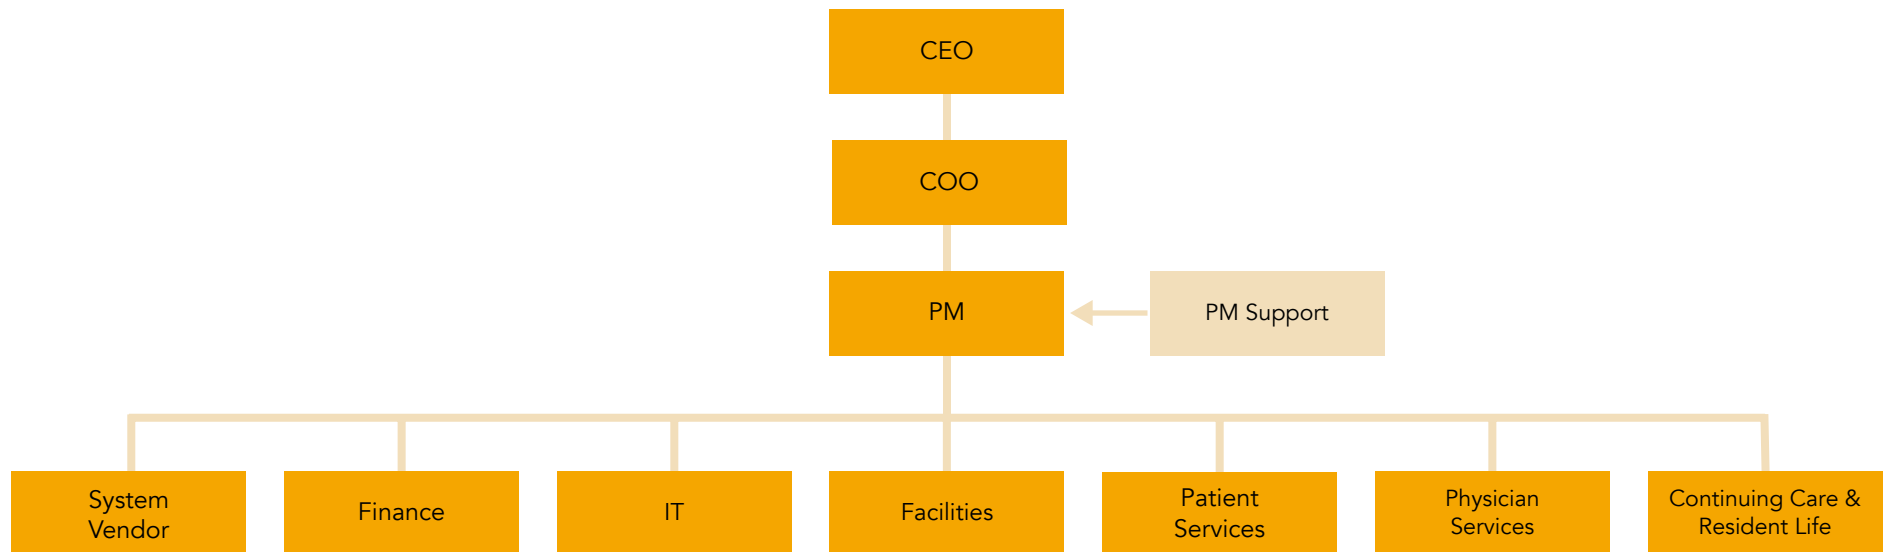 CEO
COO
PM
PM Support
System
Vendor
Finance
IT
Facilities
Patient
Services
Physician
Services
Continuing Care &
Resident Life